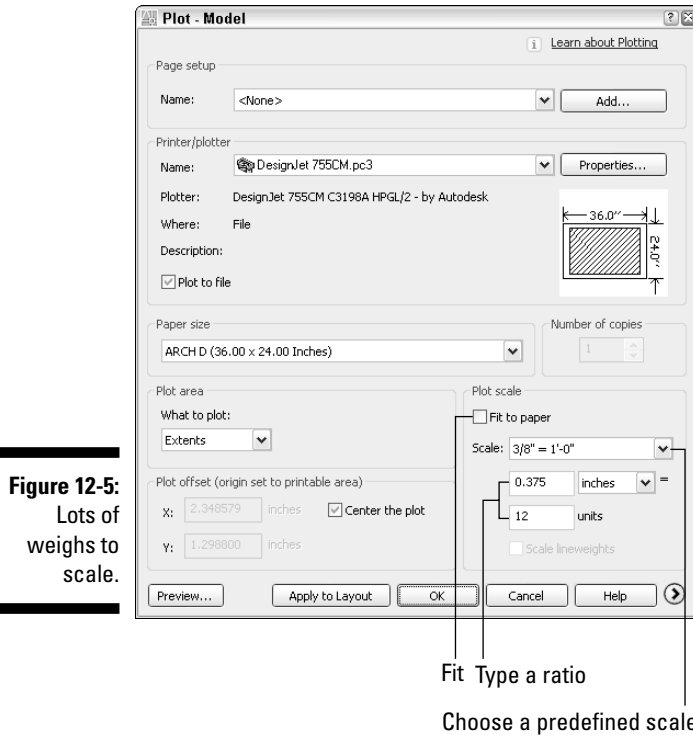 Plot - Model
Learn about Plotting
Page setup
Name: <None> Add...
Printer/plotter
Name: DesignJet 755CM.pc3 Properties...
Plotter: DesignJet 755CM C3198A HPGL/2 - by Autodesk
Where: File
Description:
Plot to file
36.0''
24.0''
Paper size
ARCH D (36.00 x 24.00 Inches)
Number of copies
1
Plot area
What to plot:
Extents
Plot scale
Fit to paper
Scale: 3/8" = 1'-0"
0.375 inches =
12 units
Scale lineweights
Plot offset (origin set to printable area)
X: 2.348579 inches Center the plot
Y: 1.298800 inches
Preview... Apply to Layout OK Cancel Help
Figure 12-5:
Lots of
weighs to
scale.
Fit Type a ratio
Choose a predefined scale